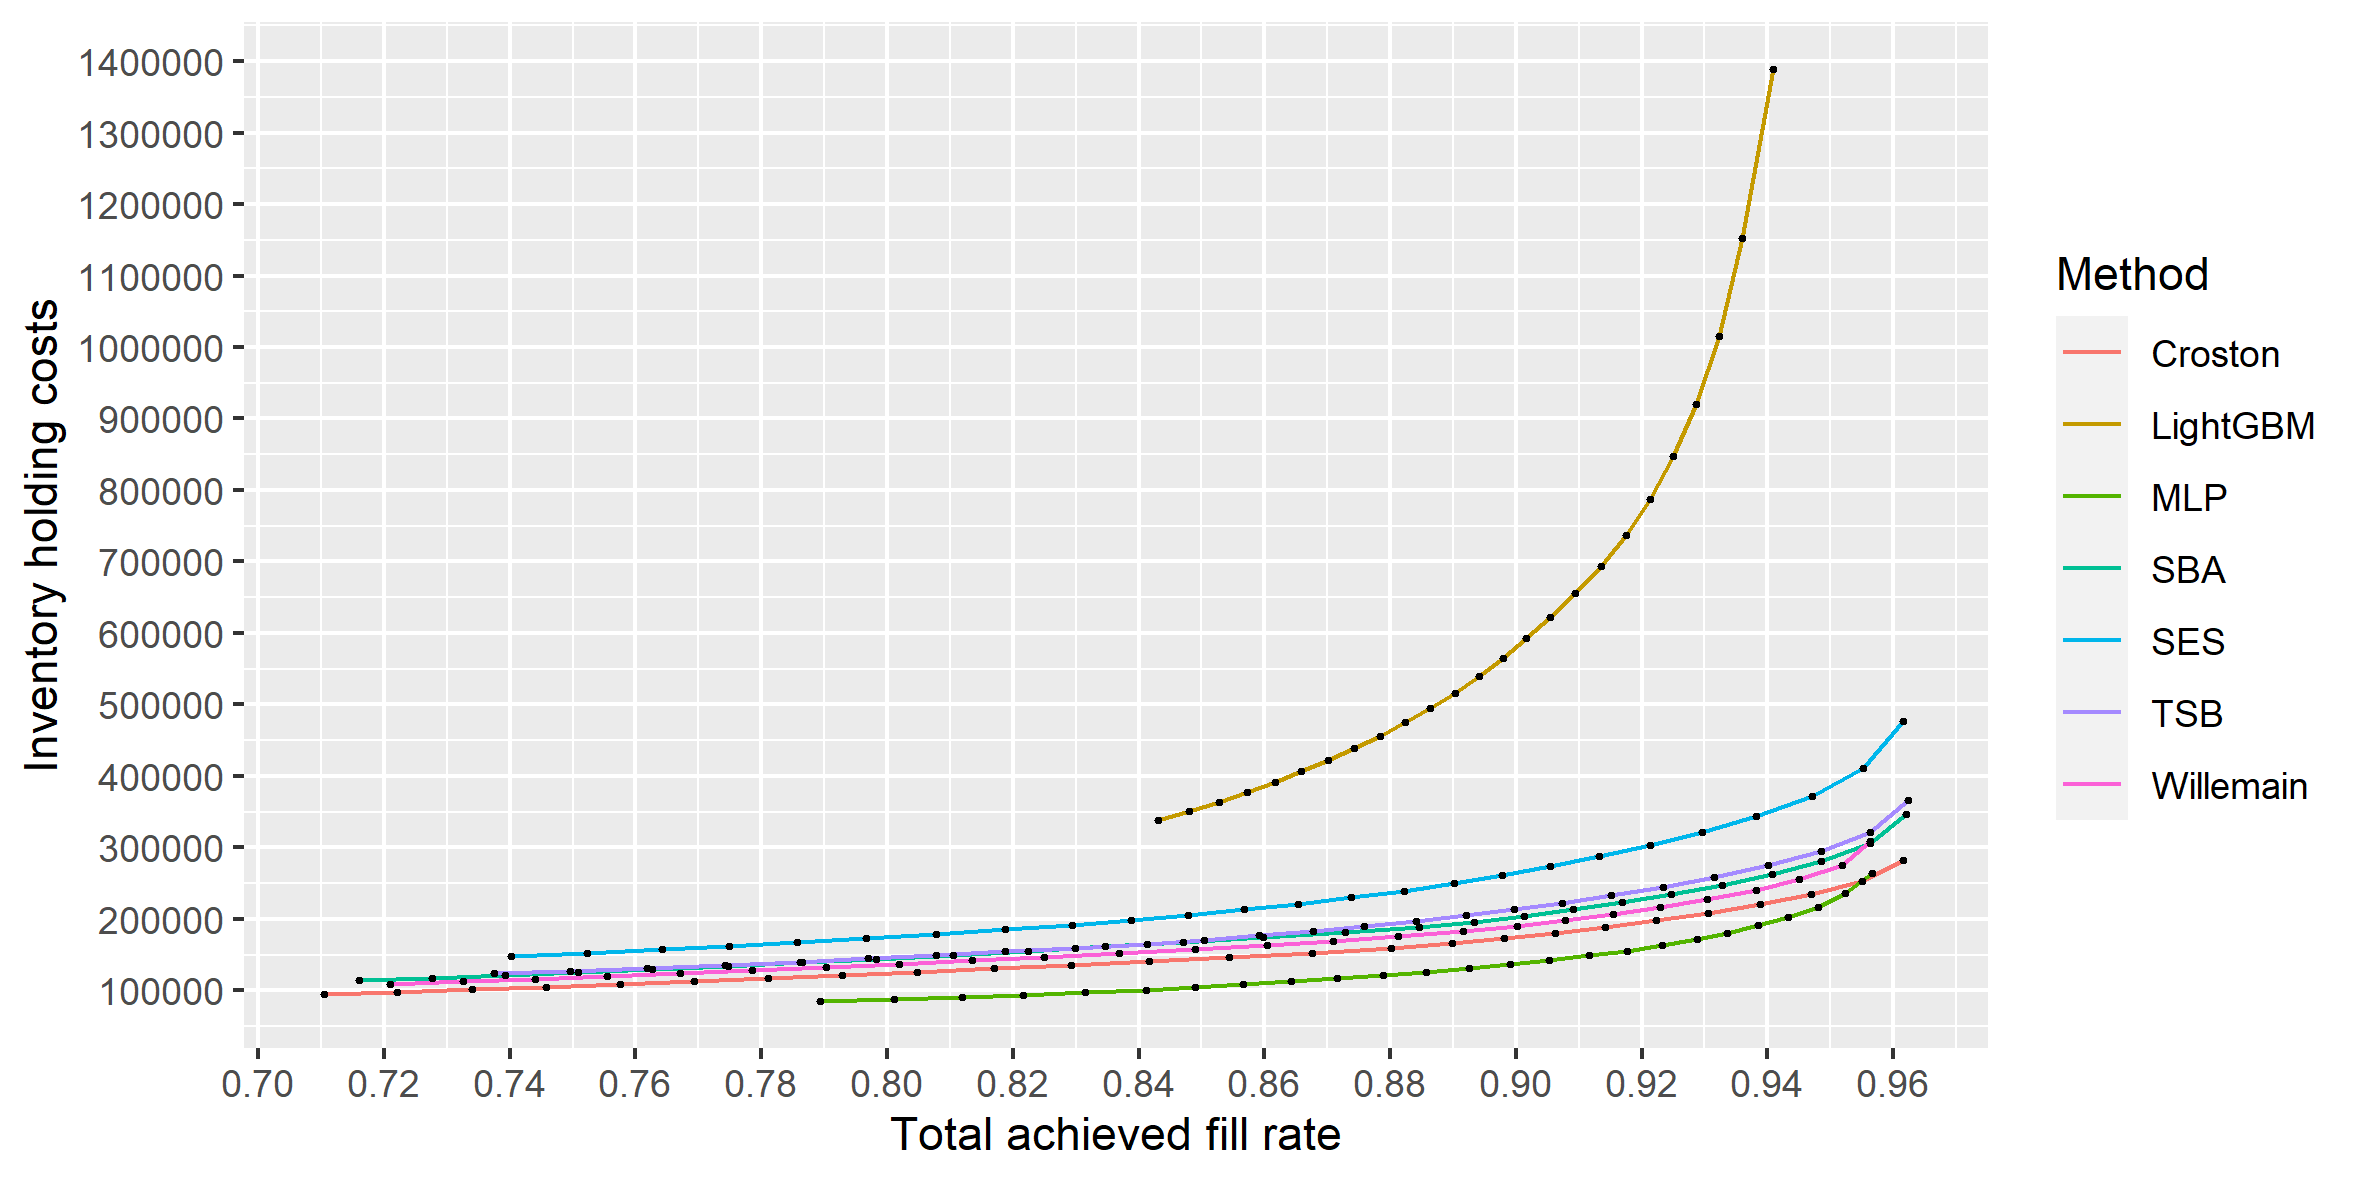 Inventory holding costs
1400000
1300000
1200000
1100000
1000000
900000
800000
700000
600000
500000
400000
300000
200000
100000
0.70 0.72 0.74 0.76 0.78 0.80 0.82 0.84 0.86 0.88 0.90 0.92 0.94 0.96
Total achieved fill rate
Method
Croston
LightGBM
MLP
SBA
SES
TSB
Willemain